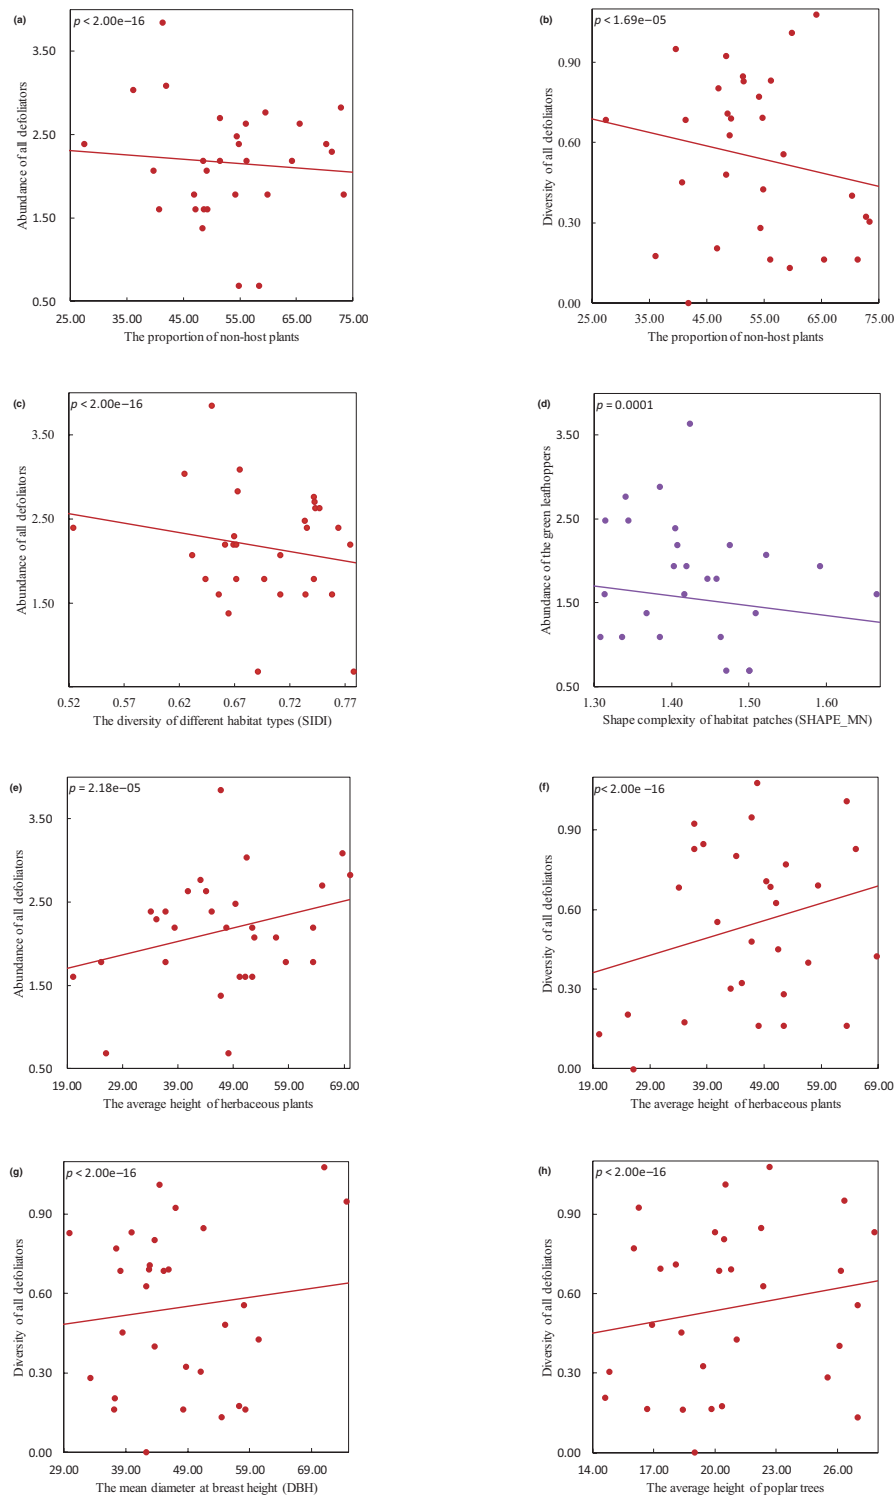 (a)
p < 2.00e−16
3.50
2.50
1.50
0.50
Abundance of all defoliators
25.00 35.00 45.00 55.00 65.00 75.00
The proportion of non-host plants
(b)
p < 1.69e−05
0.90
0.60
0.30
0.00
Diversity of all defoliators
25.00 35.00 45.00 55.00 65.00 75.00
The proportion of non-host plants
(c)
p < 2.00e−16
3.50
2.50
1.50
0.50
Abundance of all defoliators
0.52 0.57 0.62 0.67 0.72 0.77
The diversity of different habitat types (SIDI)
(d)
p = 0.0001
3.50
2.50
1.50
0.50
Abundance of the green leafhoppers
1.30 1.40 1.50 1.60
Shape complexity of habitat patches (SHAPE_MN)
(e)
p = 2.18e−05
3.50
2.50
1.50
0.50
Abundance of all defoliators
19.00 29.00 39.00 49.00 59.00 69.00
The average height of herbaceous plants
(f)
p< 2.00e −16
0.90
0.60
0.30
0.00
Diversity of all defoliators
19.00 29.00 39.00 49.00 59.00 69.00
The average height of herbaceous plants
(g)
p < 2.00e−16
0.90
0.60
0.30
0.00
Diversity of all defoliators
29.00 39.00 49.00 59.00 69.00
The mean diameter at breast height (DBH)
(h)
p < 2.00e−16
0.90
0.60
0.30
0.00
Diversity of all defoliators
14.00 17.00 20.00 23.00 26.00
The average height of poplar trees